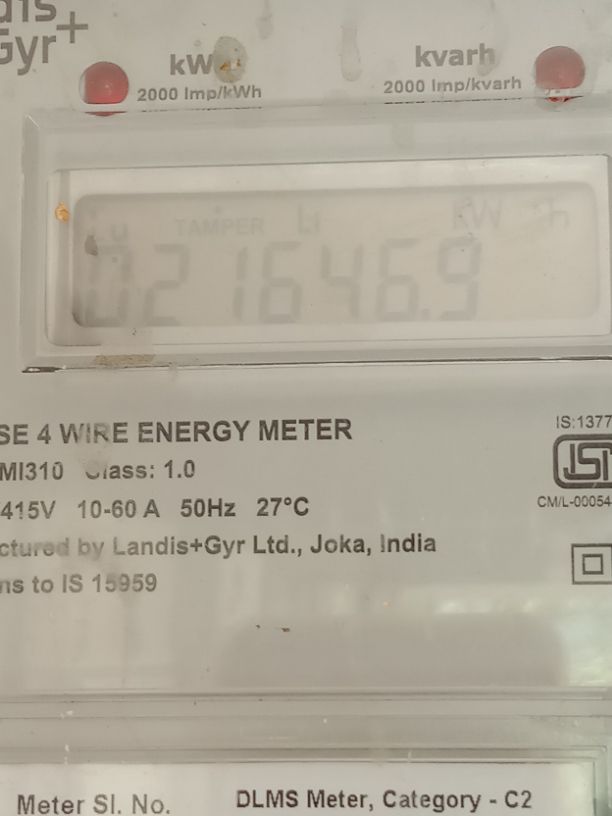 Gyr+
kW
kvarh
2000 Imp/kWh
2000 Imp/kvarh
TAMPER
kW h
021646.9
SE 4 WIRE ENERGY METER
IS:1377
MI310 Class: 1.0
415V 10-60 A 50Hz 27°C
CM/L-00054
ctured by Landis+Gyr Ltd., Joka, India
ns to IS 15959
Meter Sl. No.
DLMS Meter, Category - C2